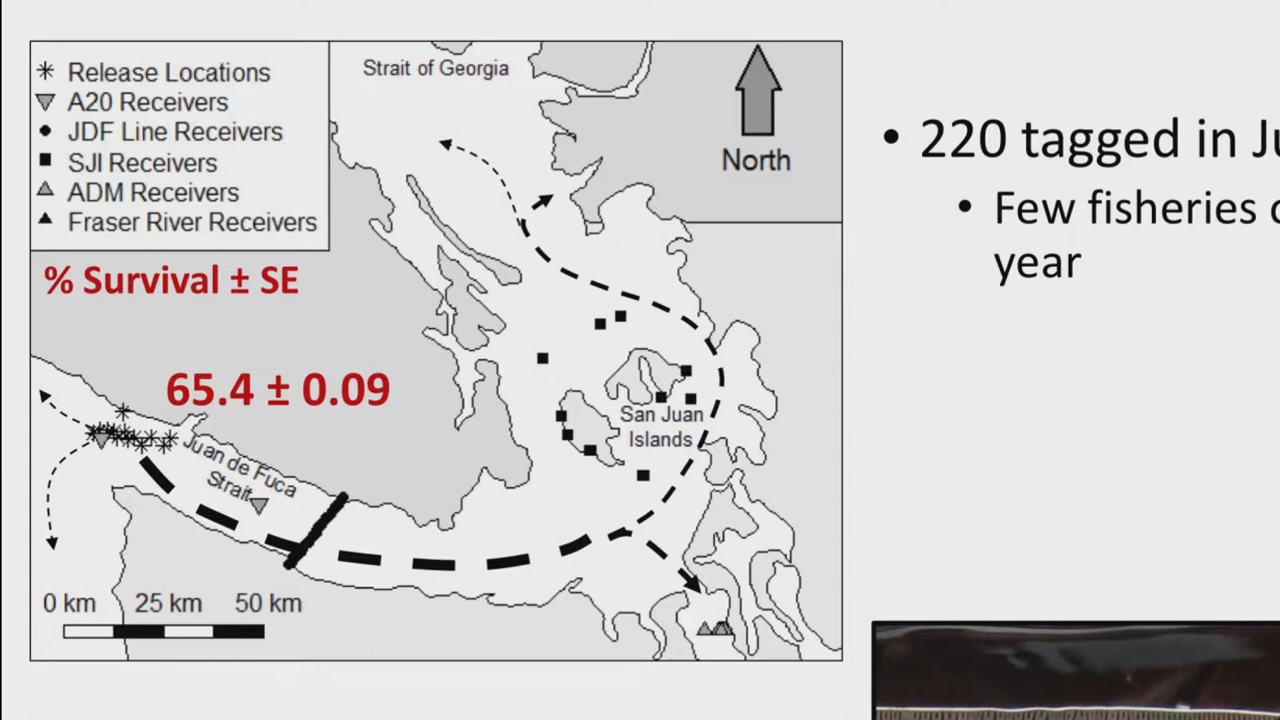 Release Locations
A20 Receivers
JDF Line Receivers
SJI Receivers
ADM Receivers
Fraser River Receivers
Strait of Georgia
North
% Survival ± SE
65.4 ± 0.09
San Juan
Islands
Juan de Fuca
Strait
0 km 25 km 50 km
• 220 tagged in
• Few fisheries
year